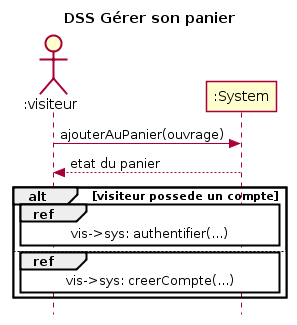 DSS Gérer son panier
:visiteur
:System
ajouterAuPanier(ouvrage)
etat du panier
alt [visiteur possede un compte]
ref
vis->sys: authentifier(...)
ref
vis->sys: creerCompte(...)